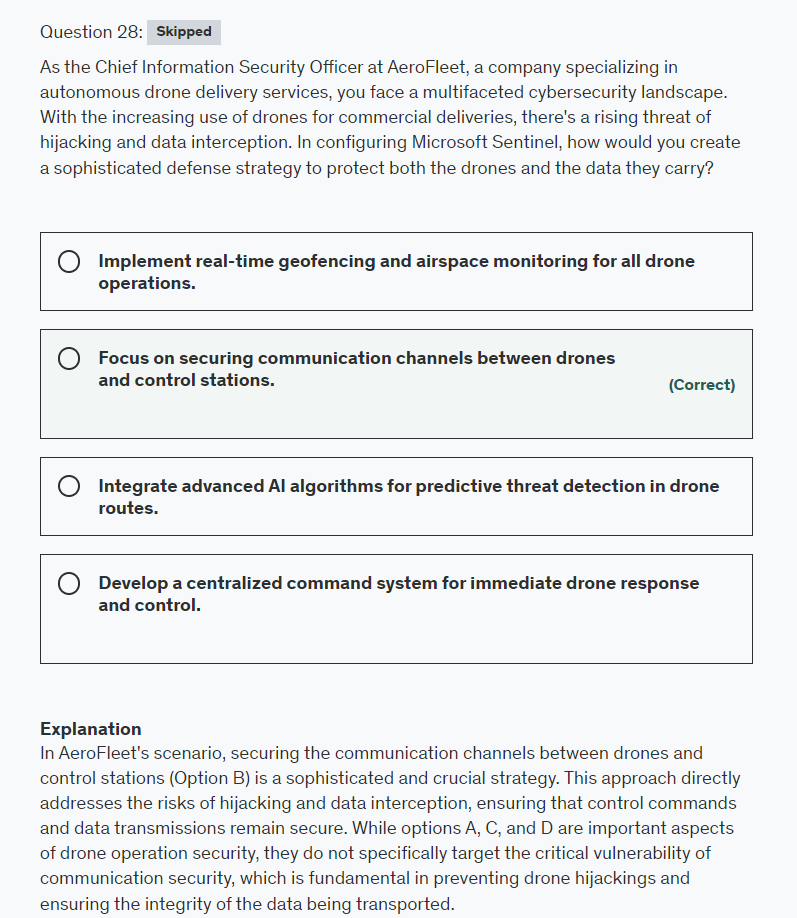 Question 28: Skipped
As the Chief Information Security Officer at AeroFleet, a company specializing in
autonomous drone delivery services, you face a multifaceted cybersecurity landscape.
With the increasing use of drones for commercial deliveries, there's a rising threat of
hijacking and data interception. In configuring Microsoft Sentinel, how would you create
a sophisticated defense strategy to protect both the drones and the data they carry?
Implement real-time geofencing and airspace monitoring for all drone
operations.
Focus on securing communication channels between drones
and control stations.
(Correct)
Integrate advanced AI algorithms for predictive threat detection in drone
routes.
Develop a centralized command system for immediate drone response
and control.
Explanation
In AeroFleet's scenario, securing the communication channels between drones and
control stations (Option B) is a sophisticated and crucial strategy. This approach directly
addresses the risks of hijacking and data interception, ensuring that control commands
and data transmissions remain secure. While options A, C, and D are important aspects
of drone operation security, they do not specifically target the critical vulnerability of
communication security, which is fundamental in preventing drone hijackings and
ensuring the integrity of the data being transported.